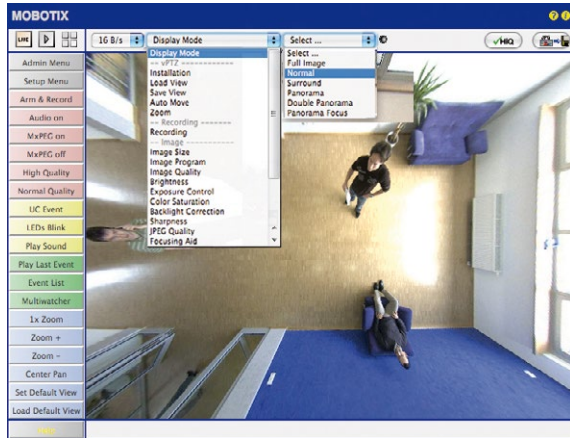 MOBOTIX
LIVE
16 B/s
Display Mode
Select ...
HIQ
Admin Menu
Setup Menu
Arm & Record
Audio on
MxPEG on
MxPEG off
High Quality
Normal Quality
UC Event
LEDs Blink
Play Sound
Play Last Event
Event List
Multiwatcher
1x Zoom
Zoom +
Zoom –
Center Pan
Set Default View
Load Default View
Help
Display Mode
-- vPTZ -----------
Installation
Load View
Save View
Auto Move
Zoom
-- Recording -------
Recording
-- Image ----------
Image Size
Image Program
Image Quality
Brightness
Exposure Control
Color Saturation
Backlight Correction
Sharpness
JPEG Quality
Focusing Aid
Select ...
Full Image
Normal
Surround
Panorama
Double Panorama
Panorama Focus